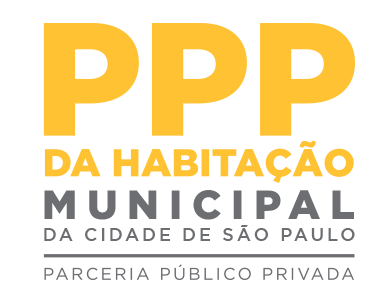 PPP
DA HABITAÇÃO
MUNICIPAL
DA CIDADE DE SÃO PAULO
PARCERIA PÚBLICO PRIVADA